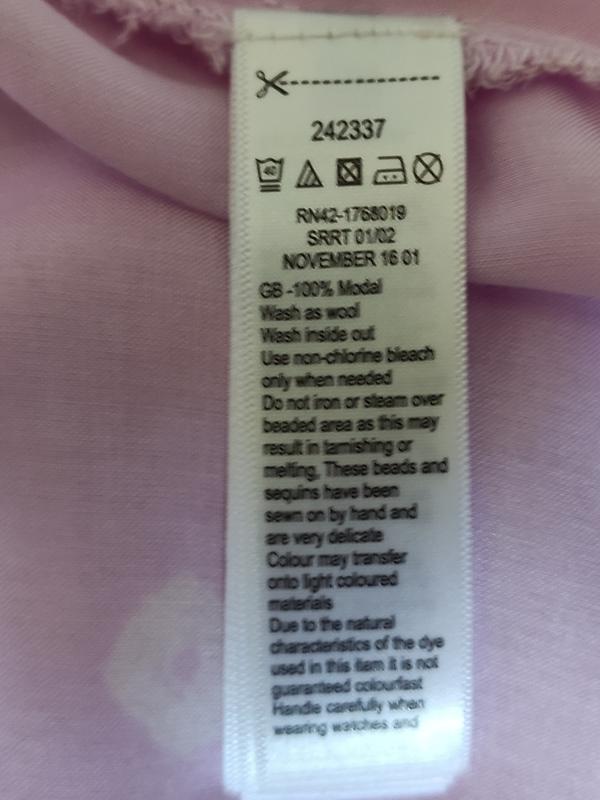 242337
40
RN42-1768019
SRRT 01/02
NOVEMBER 16 01
GB -100% Modal
Wash as wool
Wash inside out
Use non-chlorine bleach
only when needed
Do not iron or steam over
beaded area as this may
result in tarnishing or
melting, These beads and
sequins have been
sewn on by hand and
are very delicate
Colour may transfer
onto light coloured
materials
Due to the natural
characteristics of the dye
used in this item it is not
guaranteed colourfast
Handle carefully when
wearing watches and